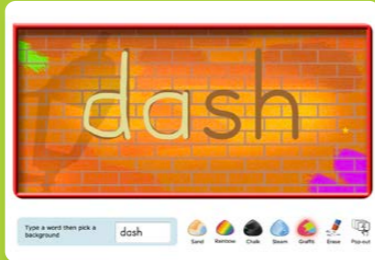 dash
Type a word then pick a
background
dash
Sand Rainbow Chalk Steam Graffiti Erase Pop-out